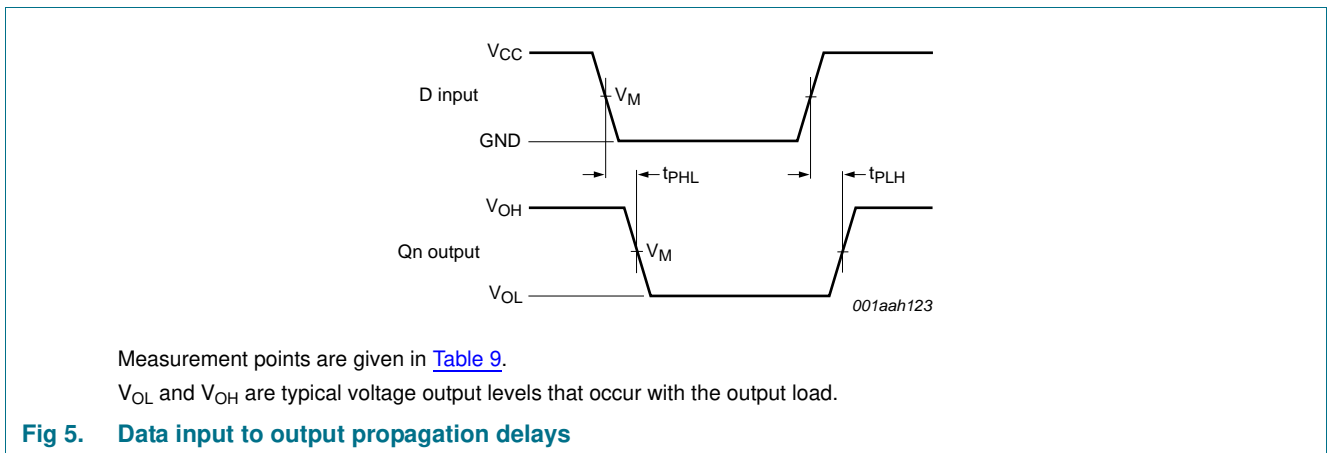 VCC
D input
VM
GND
tPHL
tPLH
VOH
Qn output
VM
VOL
001aah123
Measurement points are given in Table 9.
VOL and VOH are typical voltage output levels that occur with the output load.
Fig 5. Data input to output propagation delays